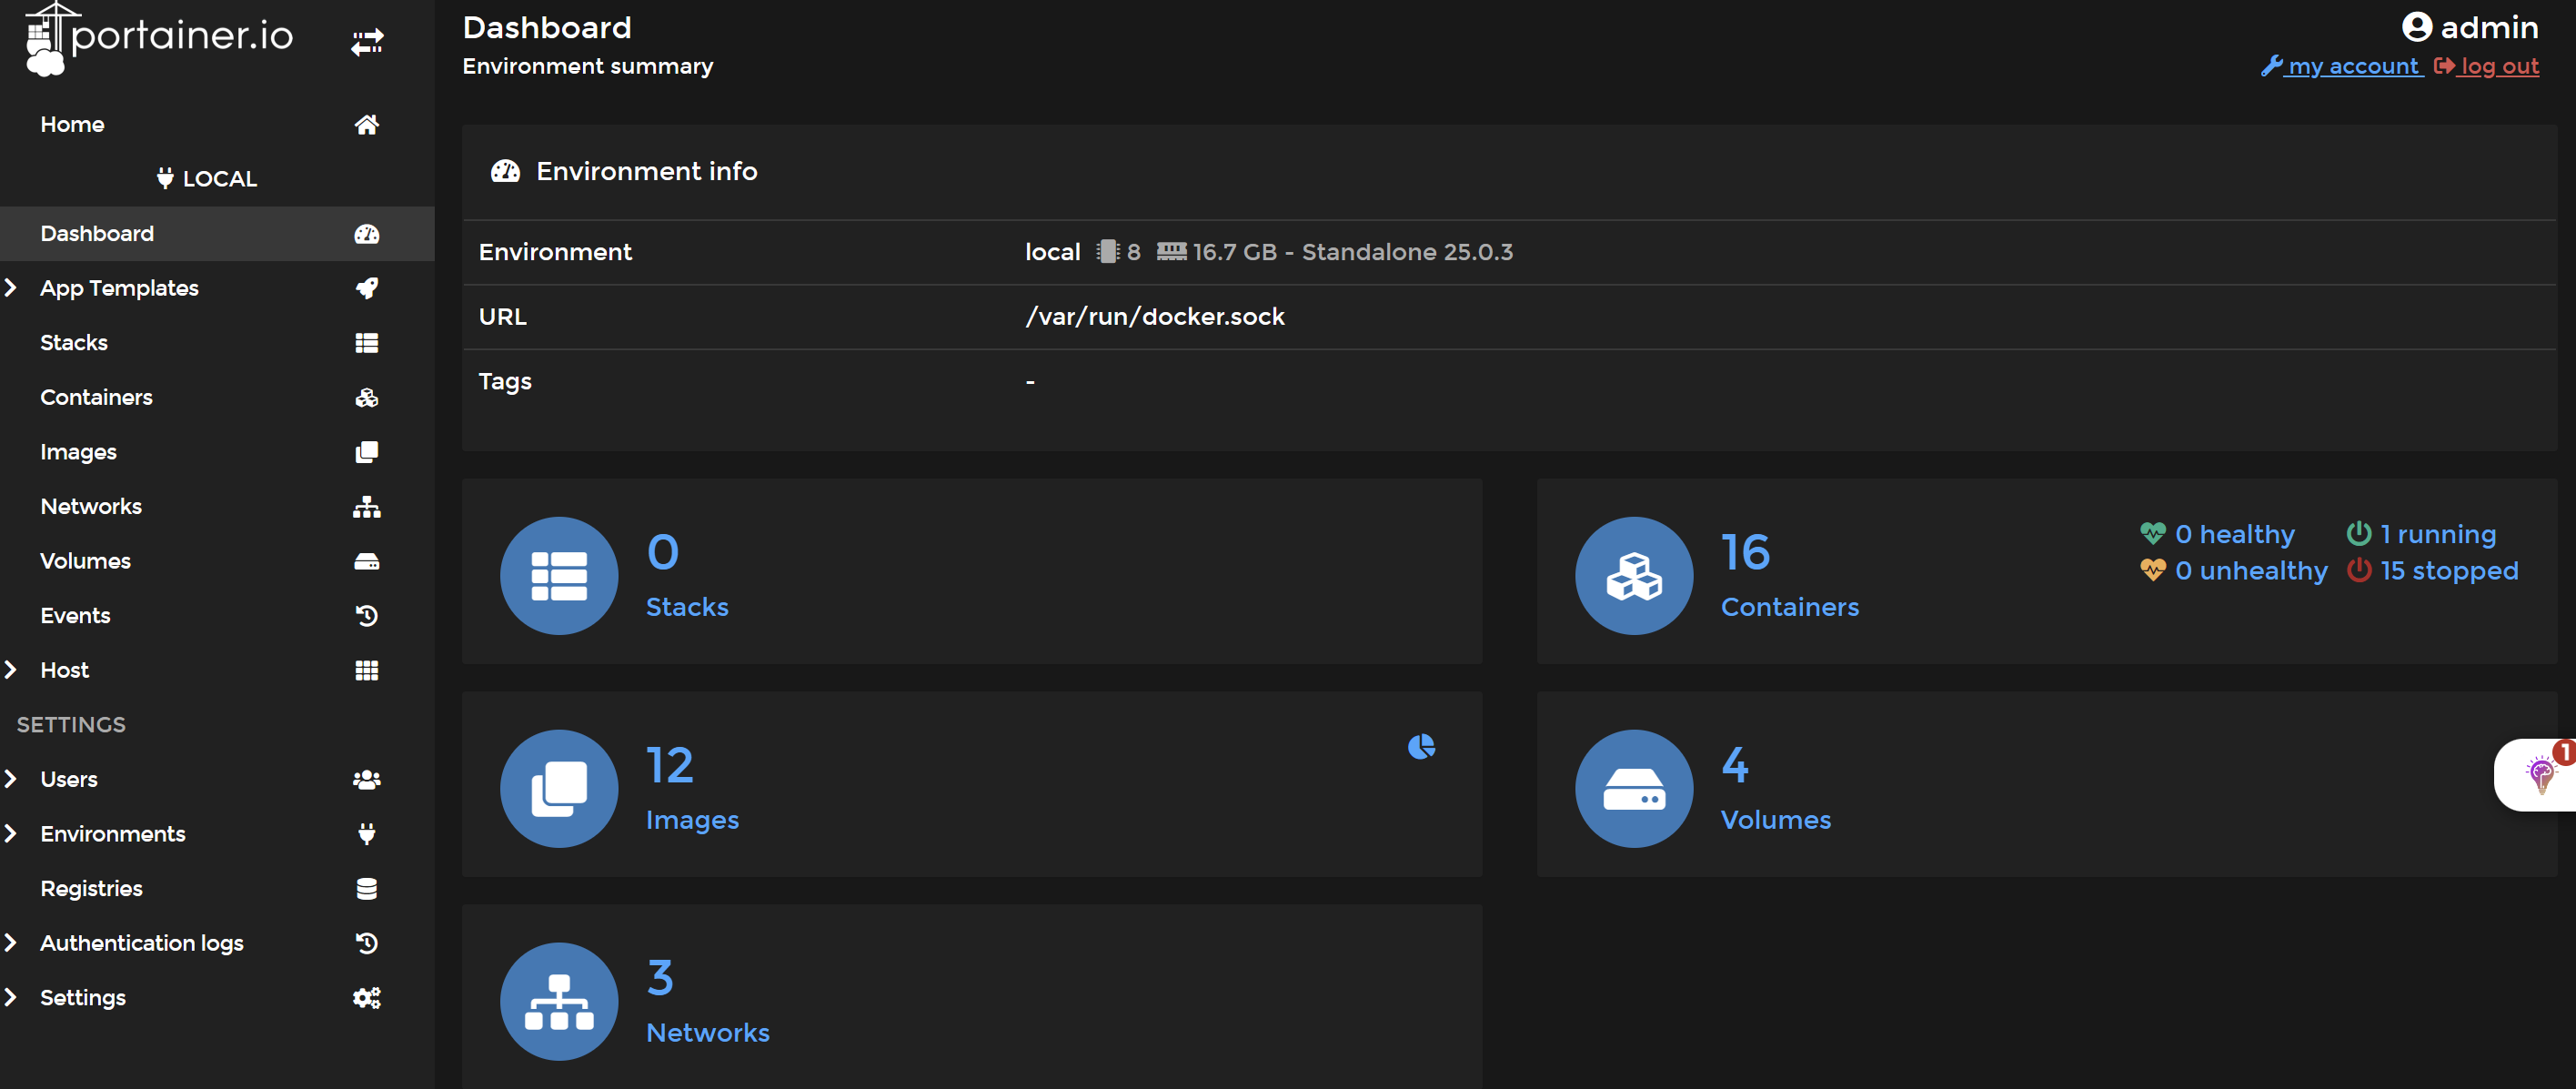 portainer.io
Home
LOCAL
Dashboard
App Templates
Stacks
Containers
Images
Networks
Volumes
Events
Host
SETTINGS
Users
Environments
Registries
Authentication logs
Settings
Dashboard
Environment summary
admin
my account log out
Environment info
Environment local 8 16.7 GB - Standalone 25.0.3
URL /var/run/docker.sock
Tags -
0
Stacks
16
Containers
0 healthy 1 running
0 unhealthy 15 stopped
12
Images
4
Volumes
1
3
Networks